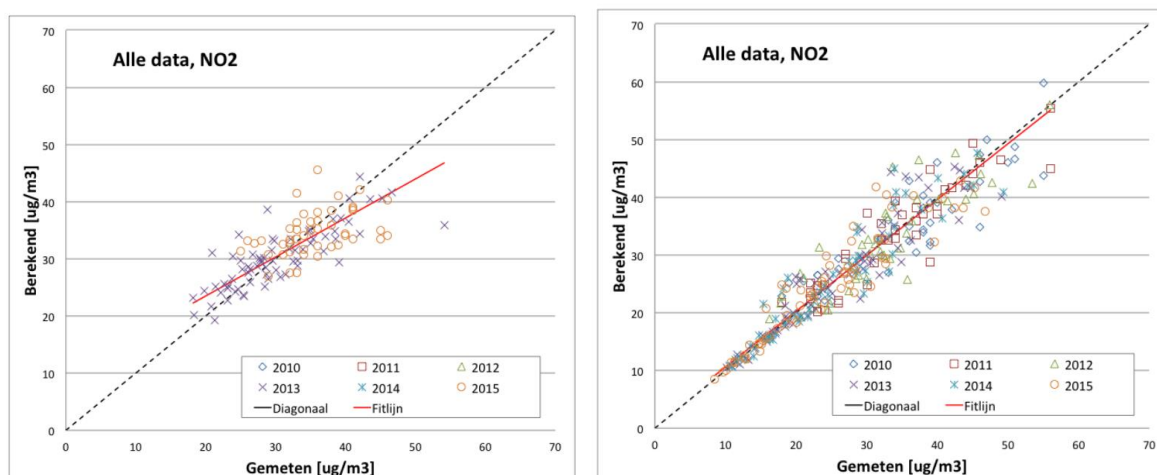 Alle data, NO2
Berekend [ug/m3]
70
60
50
40
30
20
10
0
0 10 20 30 40 50 60 70
Gemeten [ug/m3]
2010 2011 2012
2013 2014 2015
Diagonaal Fitlijn
Alle data, NO2
Berekend [ug/m3]
70
60
50
40
30
20
10
0
0 10 20 30 40 50 60 70
Gemeten [ug/m3]
2010 2011 2012
2013 2014 2015
Diagonaal Fitlijn